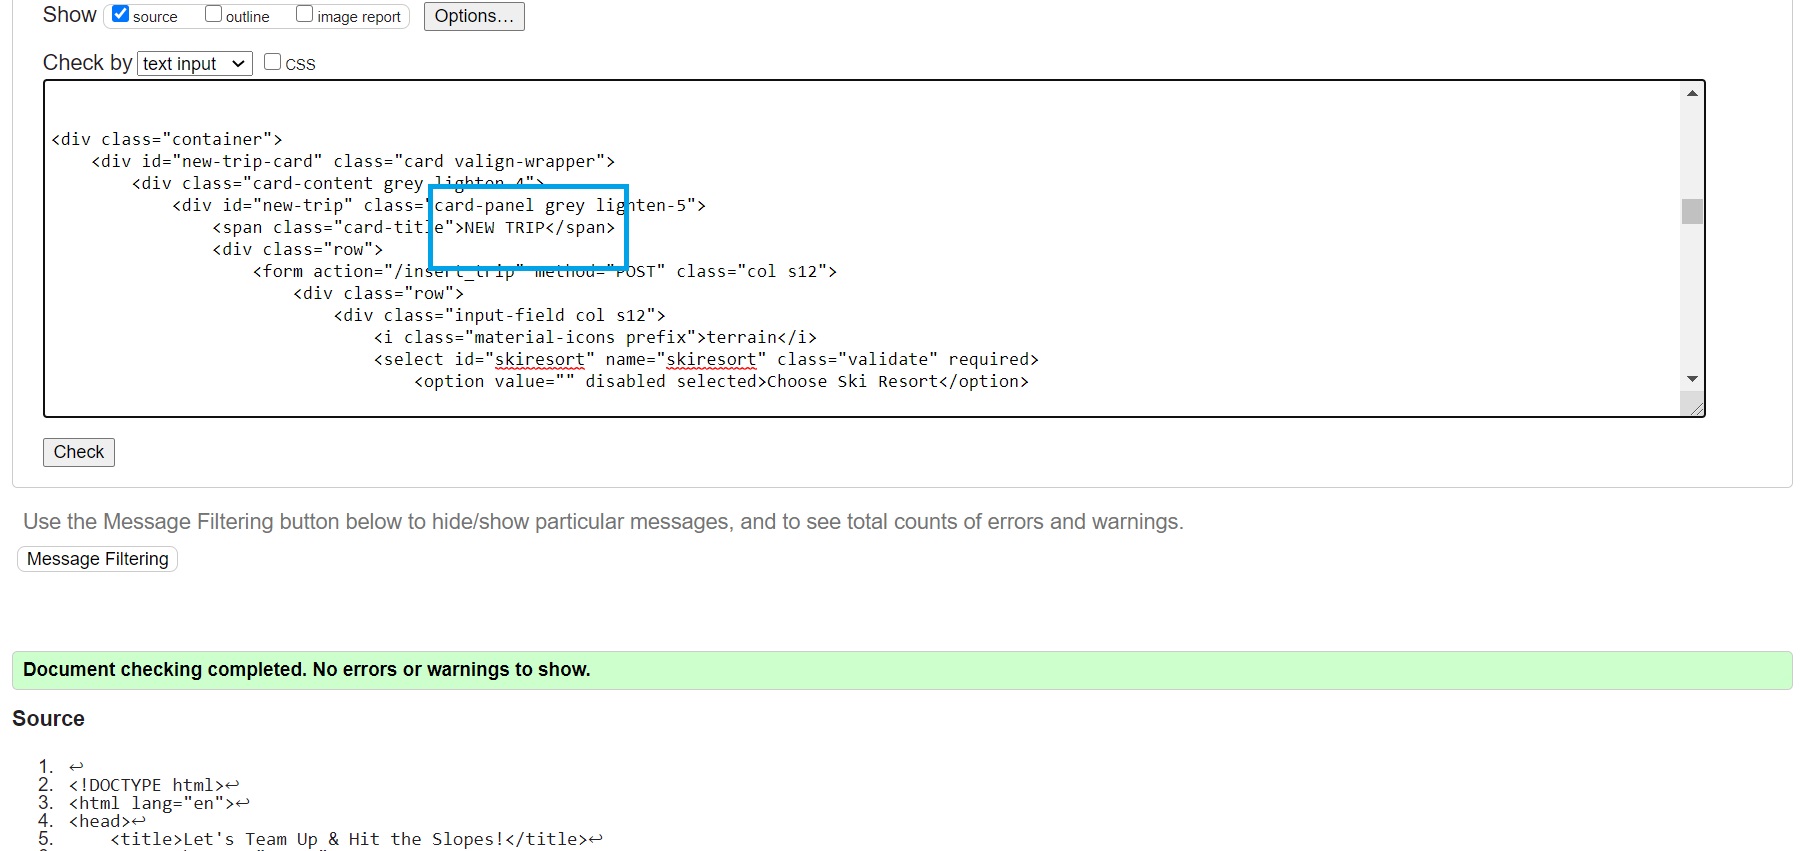 Show source outline image report Options...
Check by text input CSS
<div class="container">
<div id="new-trip-card" class="card valign-wrapper">
<div class="card-content grey lighten-4">
<div id="new-trip" class="card-panel grey lighten-5">
<span class="card-title">NEW TRIP</span>
<div class="row">
<form action="/insert_trip" method="POST" class="col s12">
<div class="row">
<div class="input-field col s12">
<i class="material-icons prefix">terrain</i>
<select id="skiresort" name="skiresort" class="validate" required>
<option value="" disabled selected>Choose Ski Resort</option>
Check
Use the Message Filtering button below to hide/show particular messages, and to see total counts of errors and warnings.
Message Filtering
Document checking completed. No errors or warnings to show.
Source
1. ↩
2. <!DOCTYPE html>↩
3. <html lang="en">↩
4. <head>↩
5. <title>Let's Team Up & Hit the Slopes!</title>↩